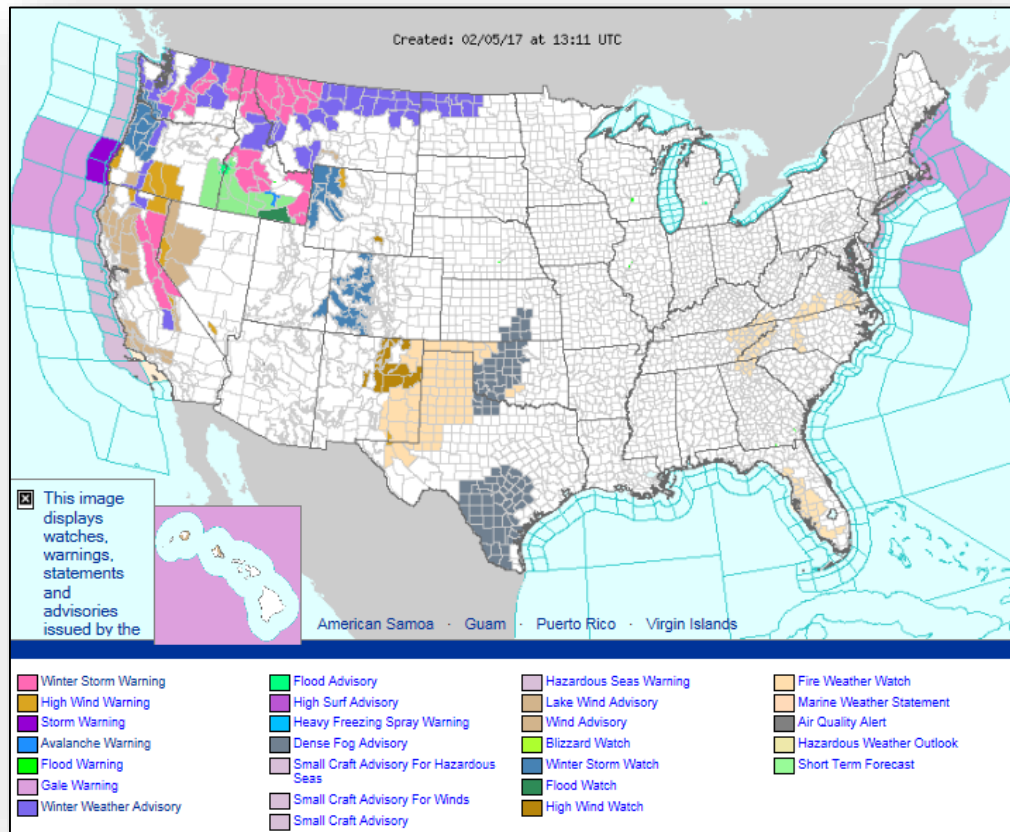 Created: 02/05/17 at 13:11 UTC
This image
displays
watches,
warnings,
statements
and
advisories
issued by the
American Samoa · Guam · Puerto Rico · Virgin Islands
Winter Storm Warning
High Wind Warning
Storm Warning
Avalanche Warning
Flood Warning
Gale Warning
Winter Weather Advisory
Flood Advisory
High Surf Advisory
Heavy Freezing Spray Warning
Dense Fog Advisory
Small Craft Advisory For Hazardous
Seas
Small Craft Advisory For Winds
Small Craft Advisory
Hazardous Seas Warning
Lake Wind Advisory
Wind Advisory
Blizzard Watch
Winter Storm Watch
Flood Watch
High Wind Watch
Fire Weather Watch
Marine Weather Statement
Air Quality Alert
Hazardous Weather Outlook
Short Term Forecast